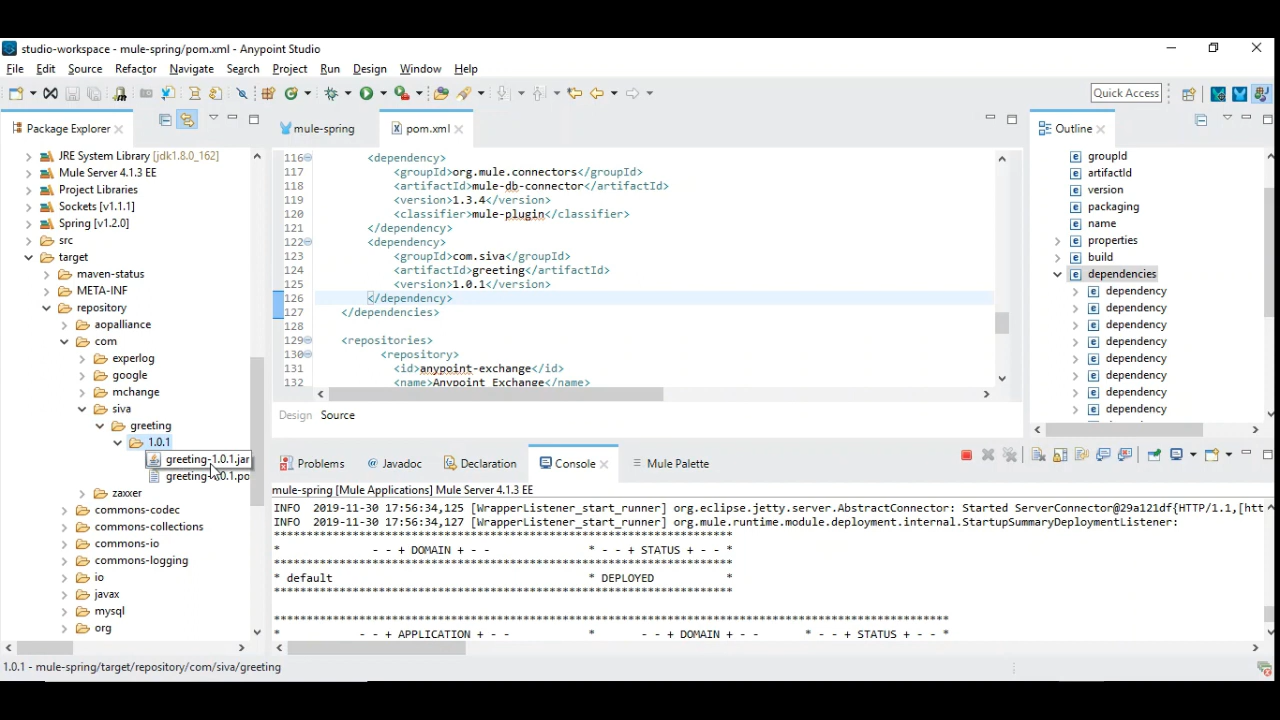 studio-workspace - mule-spring/pom.xml - Anypoint Studio
File Edit Source Refactor Navigate Search Project Run Design Window Help
Quick Access
Package Explorer
JRE System Library [jdk1.8.0_162]
Mule Server 4.1.3 EE
Project Libraries
Sockets [v1.1.1]
Spring [v1.2.0]
src
target
maven-status
META-INF
repository
aopalliance
com
experlog
google
mchange
siva
greeting
1.0.1
greeting-1.0.1.jar
greeting-1.0.1.po
zaxxer
commons-codec
commons-collections
commons-io
commons-logging
io
javax
mysql
org
mule-spring
pom.xml
116 <dependency>
117 <groupId>org.mule.connectors</groupId>
118 <artifactId>mule-db-connector</artifactId>
119 <version>1.3.4</version>
120 <classifier>mule-plugin</classifier>
121 </dependency>
122 <dependency>
123 <groupId>com.siva</groupId>
124 <artifactId>greeting</artifactId>
125 <version>1.0.1</version>
126 </dependency>
127 </dependencies>
128
129 <repositories>
130 <repository>
131 <id>anypoint-exchange</id>
132 <name>Anypoint Exchange</name>
Design Source
Outline
groupId
artifactId
version
packaging
name
properties
build
dependencies
dependency
dependency
dependency
dependency
dependency
dependency
dependency
dependency
Problems Javadoc Declaration Console Mule Palette
mule-spring [Mule Applications] Mule Server 4.1.3 EE
INFO 2019-11-30 17:56:34,125 [WrapperListener_start_runner] org.eclipse.jetty.server.AbstractConnector: Started ServerConnector@29a121df{HTTP/1.1,[htt
INFO 2019-11-30 17:56:34,127 [WrapperListener_start_runner] org.mule.runtime.module.deployment.internal.StartupSummaryDeploymentListener:
*******************************************************************
* - - + DOMAIN + - - * - - + STATUS + - - *
*******************************************************************
* default * DEPLOYED *
*******************************************************************
*******************************************************************************************************
* - - + APPLICATION + - - * - - + DOMAIN + - - * - - + STATUS + - - *
1.0.1 - mule-spring/target/repository/com/siva/greeting